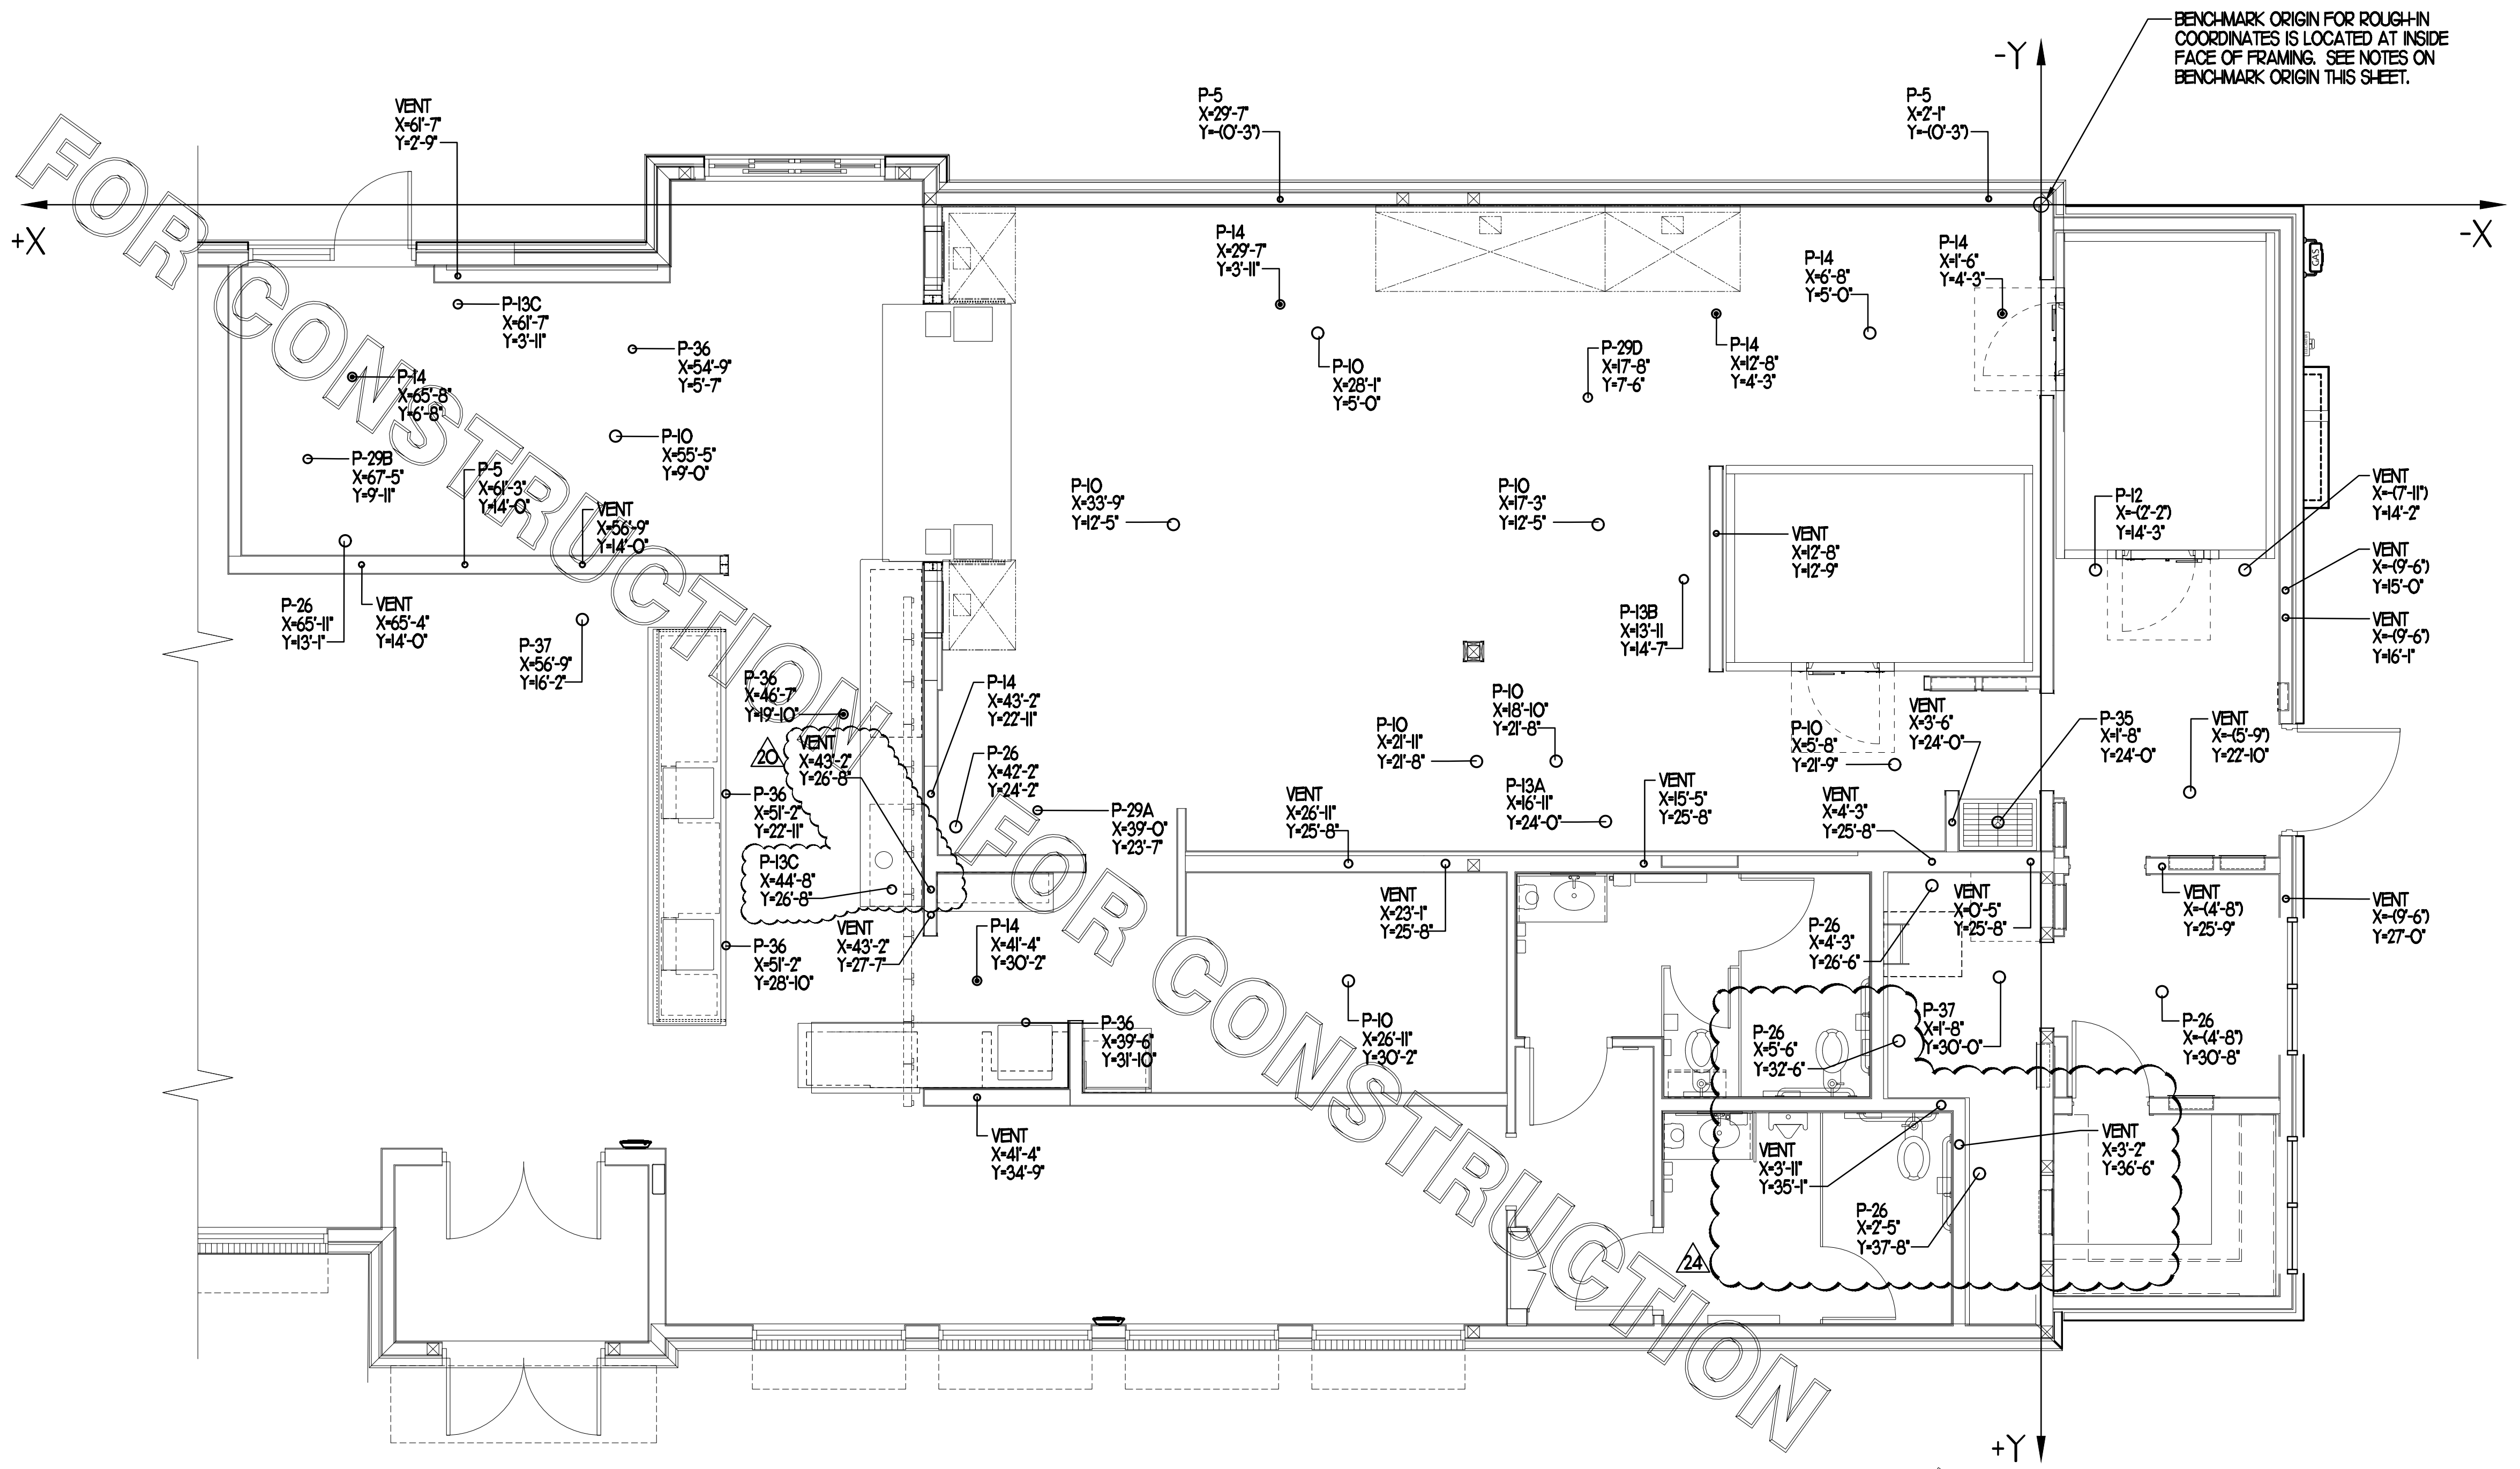 BENCHMARK ORIGIN FOR ROUGH-IN
COORDINATES IS LOCATED AT INSIDE
FACE OF FRAMING. SEE NOTES ON
BENCHMARK ORIGIN THIS SHEET.
-Y
+X
-X
+Y
VENT
X=61'-7"
Y=2'-9"
P-5
X=29'-7"
Y=-(0'-3")
P-5
X=2'-1"
Y=-(0'-3")
P-14
X=29'-7"
Y=3'-11"
P-14
X=6'-8"
Y=5'-0"
P-14
X=1'-6"
Y=4'-3"
GAS
P-13C
X=61'-7"
Y=3'-11"
P-36
X=54'-9"
Y=5'-7"
P-14
X=65'-8"
Y=6'-8"
P-10
X=28'-1"
Y=5'-0"
P-29D
X=17'-8"
Y=7'-6"
P-14
X=12'-8"
Y=4'-3"
P-10
X=55'-5"
Y=9'-0"
P-29B
X=67'-5"
Y=9'-11"
P-5
X=61'-3"
Y=14'-0"
VENT
X=56'-9"
Y=14'-0"
P-10
X=33'-9"
Y=12'-5"
P-10
X=17'-3"
Y=12'-5"
VENT
X=12'-8"
Y=12'-9"
P-12
X=-(2'-2")
Y=14'-3"
VENT
X=-(7'-11")
Y=14'-2"
VENT
X=-(9'-6")
Y=15'-0"
VENT
X=-(9'-6")
Y=16'-1"
P-26
X=65'-11"
Y=13'-1"
VENT
X=65'-4"
Y=14'-0"
P-37
X=56'-9"
Y=16'-2"
P-13B
X=13'-11
Y=14'-7"
P-36
X=46'-7"
Y=19'-10"
P-14
X=43'-2"
Y=22'-11"
P-10
X=21'-11"
Y=21'-8"
P-10
X=18'-10"
Y=21'-8"
P-10
X=5'-8"
Y=21'-9"
VENT
X=3'-6"
Y=24'-0"
P-35
X=1'-8"
Y=24'-0"
VENT
X=-(5'-9")
Y=22'-10"
20
VENT
X=43'-2"
Y=26'-8"
P-26
X=42'-2"
Y=24'-2"
P-36
X=51'-2"
Y=22'-11"
P-29A
X=39'-0"
Y=23'-7"
VENT
X=26'-11"
Y=25'-8"
P-13A
X=16'-11"
Y=24'-0"
VENT
X=15'-5"
Y=25'-8"
VENT
X=4'-3"
Y=25'-8"
P-13C
X=44'-8"
Y=26'-8"
VENT
X=23'-1"
Y=25'-8"
VENT
X=0'-5"
Y=25'-8"
VENT
X=-(4'-8")
Y=25'-9"
VENT
X=-(9'-6")
Y=27'-0"
P-36
X=51'-2"
Y=28'-10"
VENT
X=43'-2"
Y=27'-7"
P-14
X=41'-4"
Y=30'-2"
P-26
X=4'-3"
Y=26'-6"
P-36
X=39'-6"
Y=31'-10"
P-10
X=26'-11"
Y=30'-2"
P-26
X=5'-6"
Y=32'-6"
P-37
X=1'-8"
Y=30'-0"
P-26
X=-(4'-8")
Y=30'-8"
VENT
X=41'-4"
Y=34'-9"
VENT
X=3'-11"
Y=35'-1"
VENT
X=3'-2"
Y=36'-6"
P-26
X=2'-5"
Y=37'-8"
24
FOR CONSTRUCTION
FOR CONSTRUCTION